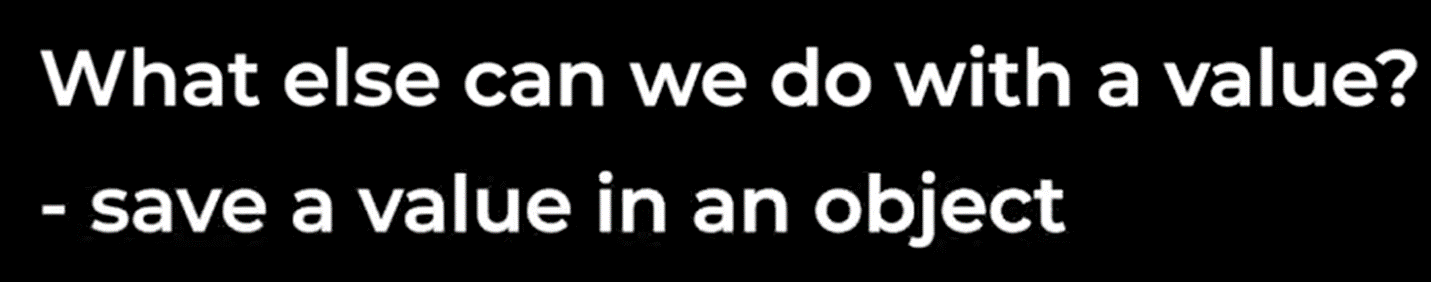 What else can we do with a value?
- save a value in an object